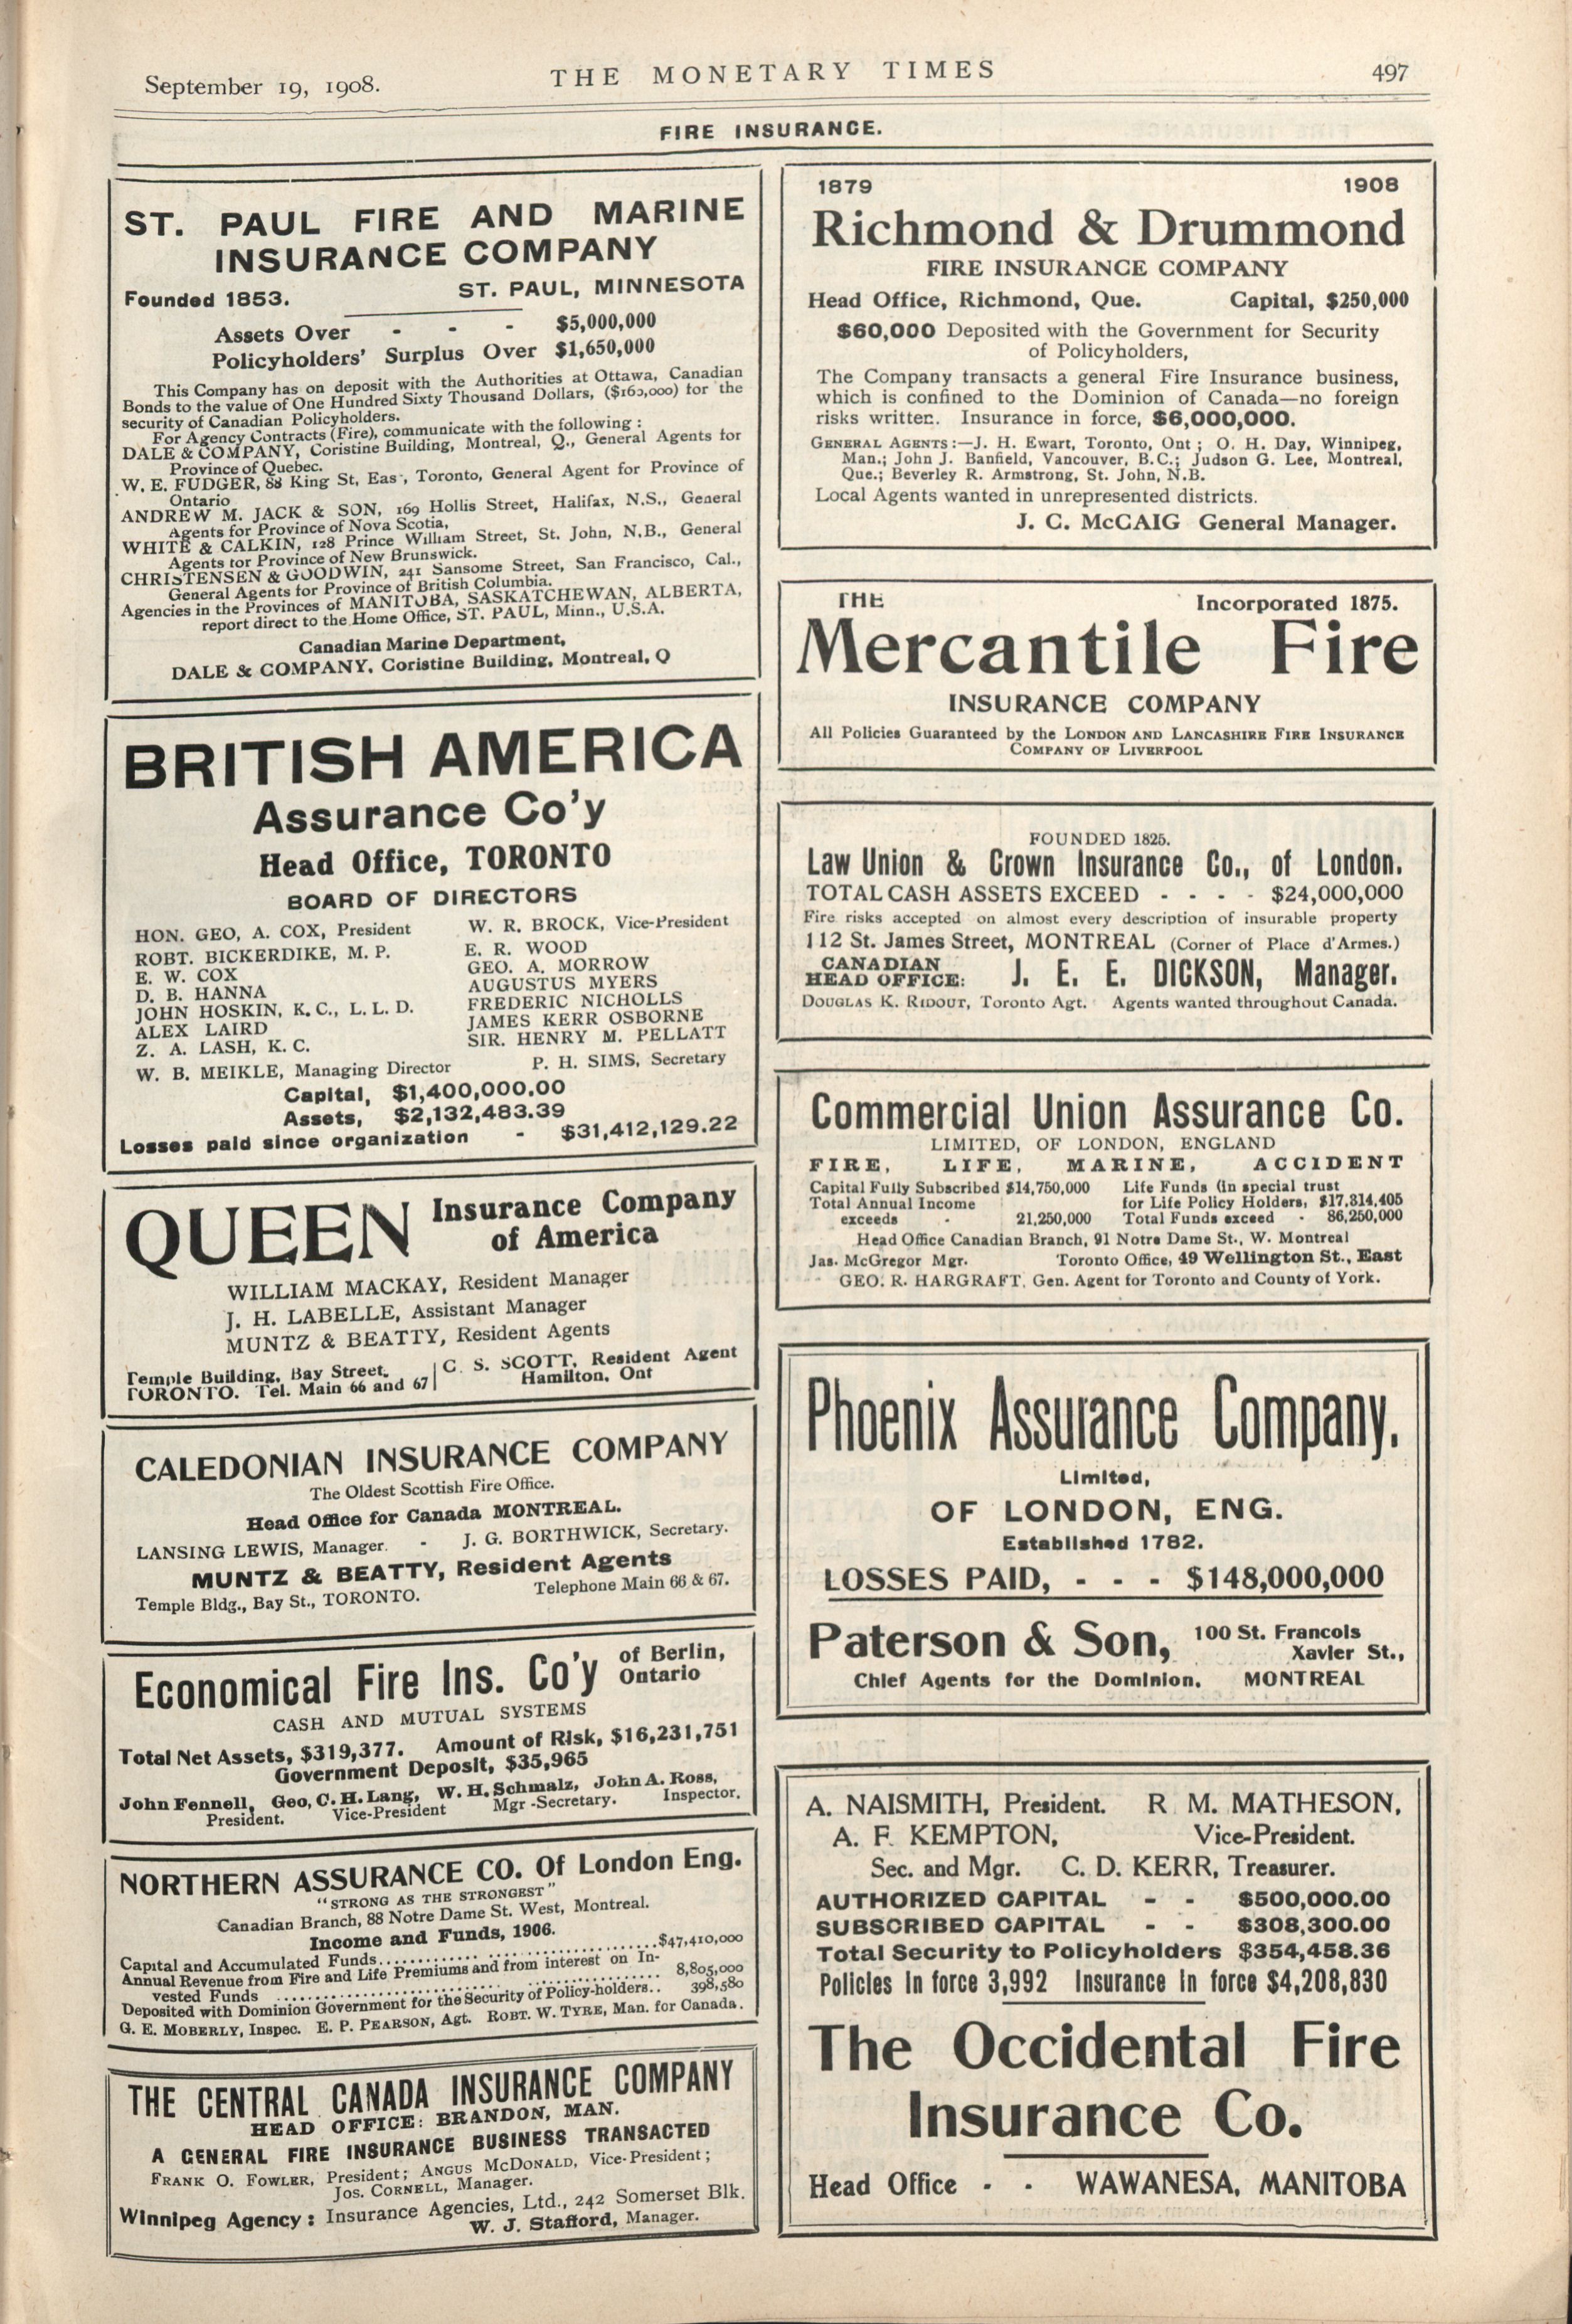 September 19, 1908.
THE MONETARY TIMES
497
FIRE INSURANCE.
ST. PAUL FIRE AND MARINE
INSURANCE COMPANY
Founded 1853.
ST. PAUL, MINNESOTA
Assets Over - - - $5,000,000
Policyholders' Surplus Over $1,650,000
This Company has on deposit with the Authorities at Ottawa, Canadian
Bonds to the value of One Hundred Sixty Thousand Dollars, ($160,000) for the
security of Canadian Policyholders.
For Agency Contracts (Fire), communicate with the following :
DALE & COMPANY, Coristine Building, Montreal, Q., General Agents for
Province of Quebec.
W. E. FUDGER, 88 King St, Eas, Toronto, General Agent for Province of
Ontario
ANDREW M. JACK & SON, 169 Hollis Street, Halifax, N.S., General
Agents for Province of Nova Scotia,
WHITE & CALKIN, 128 Prince William Street, St. John, N.B., General
Agents for Province of New Brunswick.
CHRISTENSEN & GOODWIN, 241 Sansome Street, San Francisco, Cal.,
General Agents for Province of British Columbia.
Agencies in the Provinces of MANITOBA, SASKATCHEWAN, ALBERTA,
report direct to the Home Office, ST. PAUL, Minn., U.S.A.
Canadian Marine Department,
DALE & COMPANY, Coristine Building, Montreal, Q
BRITISH AMERICA
Assurance Co'y
Head Office, TORONTO
BOARD OF DIRECTORS
HON. GEO, A. COX, President W. R. BROCK, Vice-President
ROBT. BICKERDIKE, M. P. E. R. WOOD
E. W. COX GEO. A. MORROW
D. B. HANNA AUGUSTUS MYERS
JOHN HOSKIN, K. C., L. L. D. FREDERIC NICHOLLS
ALEX LAIRD JAMES KERR OSBORNE
Z. A. LASH, K. C. SIR. HENRY M. PELLATT
W. B. MEIKLE, Managing Director P. H. SIMS, Secretary
Capital, $1,400,000.00
Assets, $2,132,483.39
Losses paid since organization - $31,412,129.22
QUEEN Insurance Company
of America
WILLIAM MACKAY, Resident Manager
J. H. LABELLE, Assistant Manager
MUNTZ & BEATTY, Resident Agents
Temple Building, Bay Street, C. S. SCOTT, Resident Agent
TORONTO. Tel. Main 66 and 67 Hamilton, Ont
CALEDONIAN INSURANCE COMPANY
The Oldest Scottish Fire Office.
Head Office for Canada MONTREAL.
LANSING LEWIS, Manager. - J. G. BORTHWICK, Secretary.
MUNTZ & BEATTY, Resident Agents
Temple Bldg., Bay St., TORONTO. Telephone Main 66 & 67.
Economical Fire Ins. Co'y of Berlin,
Ontario
CASH AND MUTUAL SYSTEMS
Total Net Assets, $319,377. Amount of Risk, $16,231,751
Government Deposit, $35,965
John Fennell, Geo, C. H. Lang, W. H. Schmalz, John A. Ross,
President. Vice-President Mgr-Secretary. Inspector.
NORTHERN ASSURANCE CO. Of London Eng.
"STRONG AS THE STRONGEST"
Canadian Branch, 88 Notre Dame St. West, Montreal.
Income and Funds, 1906.
Capital and Accumulated Funds........ $47,410,000
Annual Revenue from Fire and Life Premiums and from interest on In-
vested Funds ........ 8,805,000
Deposited with Dominion Government for the Security of Policy-holders.. 398,580
G. E. MOBERLY, Inspec. E. P. PEARSON, Agt. ROBT. W. TYRE, Man. for Canada.
THE CENTRAL CANADA INSURANCE COMPANY
HEAD OFFICE: BRANDON, MAN.
A GENERAL FIRE INSURANCE BUSINESS TRANSACTED
FRANK O. FOWLER, President; ANGUS MCDONALD, Vice-President;
JOS. CORNELL, Manager.
Winnipeg Agency: Insurance Agencies, Ltd., 242 Somerset Blk.
W. J. Stafford, Manager.
1879 1908
Richmond & Drummond
FIRE INSURANCE COMPANY
Head Office, Richmond, Que. Capital, $250,000
$60,000 Deposited with the Government for Security
of Policyholders,
The Company transacts a general Fire Insurance business,
which is confined to the Dominion of Canada—no foreign
risks written. Insurance in force, $6,000,000.
GENERAL AGENTS:—J. H. Ewart, Toronto, Ont ; O. H. Day, Winnipeg,
Man.; John J. Banfield, Vancouver, B.C.; Judson G. Lee, Montreal,
Que.; Beverley R. Armstrong, St. John, N.B.
Local Agents wanted in unrepresented districts.
J. C. McCAIG General Manager.
THE Incorporated 1875.
Mercantile Fire
INSURANCE COMPANY
All Policies Guaranteed by the LONDON AND LANCASHIRE FIRE INSURANCE
COMPANY OF LIVERPOOL
FOUNDED 1825.
Law Union & Crown Insurance Co., of London.
TOTAL CASH ASSETS EXCEED - - - - $24,000,000
Fire risks accepted on almost every description of insurable property
112 St. James Street, MONTREAL (Corner of Place d'Armes.)
CANADIAN
HEAD OFFICE: J. E. E. DICKSON, Manager.
DOUGLAS K. RIDOUT, Toronto Agt. Agents wanted throughout Canada.
Commercial Union Assurance Co.
LIMITED, OF LONDON, ENGLAND
FIRE, LIFE, MARINE, ACCIDENT
Capital Fully Subscribed $14,750,000 Life Funds (in special trust
Total Annual Income for Life Policy Holders, $17,314,405
exceeds - 21,250,000 Total Funds exceed - 86,250,000
Head Office Canadian Branch, 91 Notre Dame St., W. Montreal
Jas. McGregor Mgr. Toronto Office, 49 Wellington St., East
GEO. R. HARGRAFT, Gen. Agent for Toronto and County of York.
Phoenix Assurance Company,
Limited,
OF LONDON, ENG.
Established 1782.
LOSSES PAID, - - - $148,000,000
Paterson & Son, 100 St. Francois
Xavier St.,
Chief Agents for the Dominion. MONTREAL
A. NAISMITH, President. R M. MATHESON,
A. F. KEMPTON, Vice-President.
Sec. and Mgr. C. D. KERR, Treasurer.
AUTHORIZED CAPITAL - - $500,000.00
SUBSCRIBED CAPITAL - - $308,300.00
Total Security to Policyholders $354,458.36
Policies in force 3,992 Insurance in force $4,208,830
The Occidental Fire
Insurance Co.
Head Office - - WAWANESA, MANITOBA